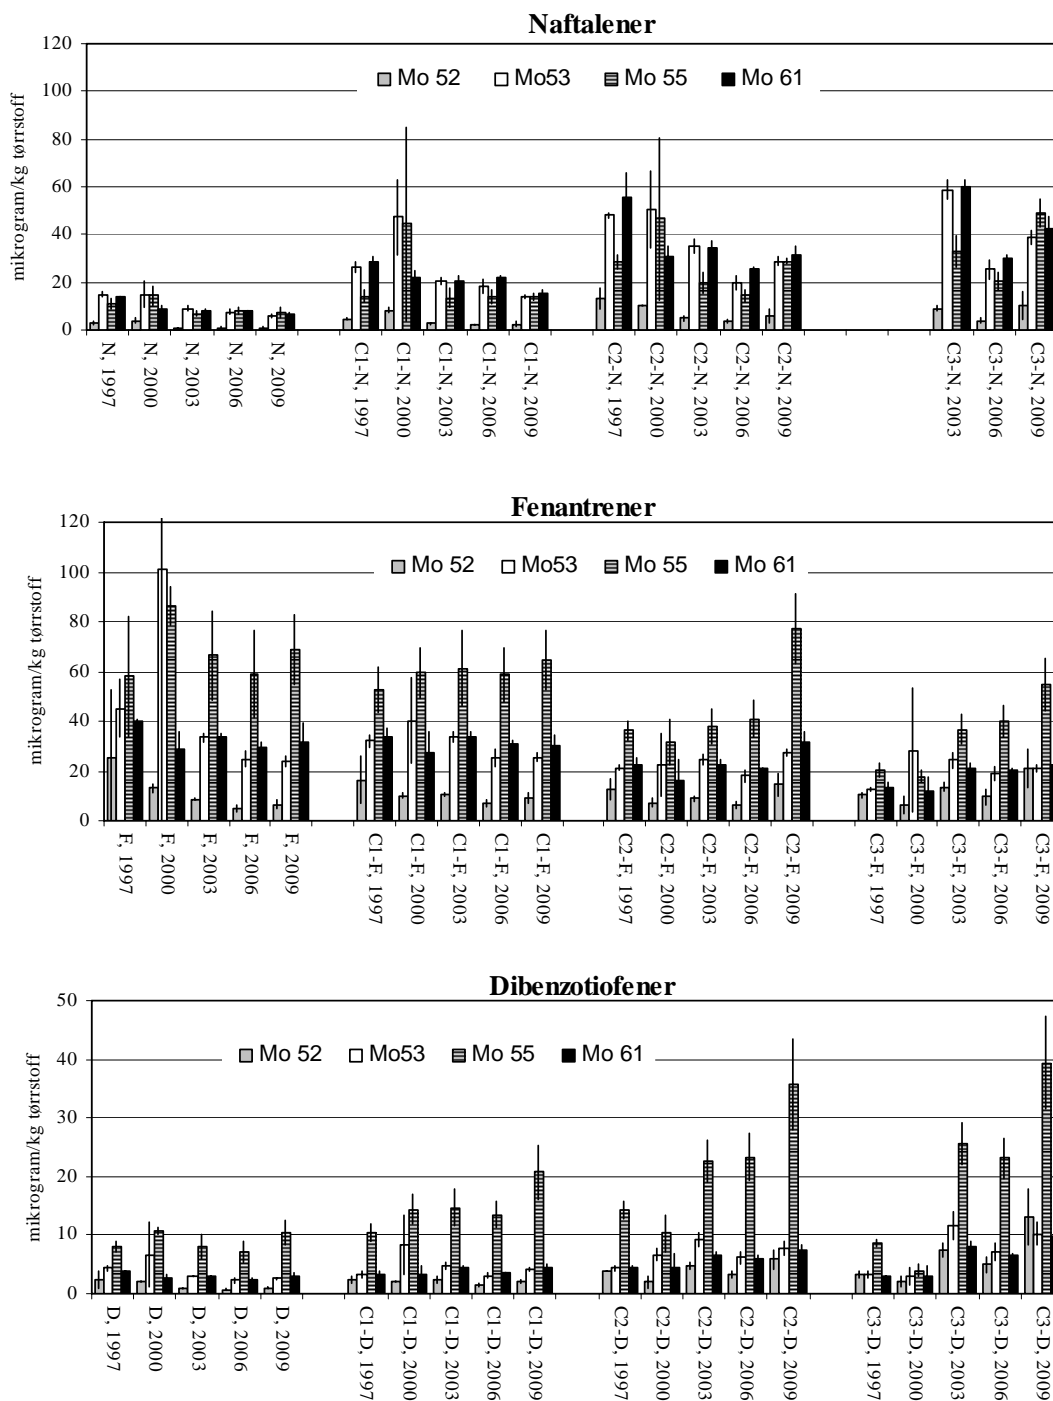 Naftalener
120
100
80
60
40
20
0
mikrogram/kg tørrstoff
Mo 52 Mo53 Mo 55 Mo 61
N, 1997
N, 2000
N, 2003
N, 2006
N, 2009
C1-N, 1997
C1-N, 2000
C1-N, 2003
C1-N, 2006
C1-N, 2009
C2-N, 1997
C2-N, 2000
C2-N, 2003
C2-N, 2006
C2-N, 2009
C3-N, 2003
C3-N, 2006
C3-N, 2009
Fenantrener
120
100
80
60
40
20
0
mikrogram/kg tørrstoff
Mo 52 Mo53 Mo 55 Mo 61
F, 1997
F, 2000
F, 2003
F, 2006
F, 2009
C1-F, 1997
C1-F, 2000
C1-F, 2003
C1-F, 2006
C1-F, 2009
C2-F, 1997
C2-F, 2000
C2-F, 2003
C2-F, 2006
C2-F, 2009
C3-F, 1997
C3-F, 2000
C3-F, 2003
C3-F, 2006
C3-F, 2009
Dibenzotiofener
50
40
30
20
10
0
mikrogram/kg tørrstoff
Mo 52 Mo53 Mo 55 Mo 61
D, 1997
D, 2000
D, 2003
D, 2006
D, 2009
C1-D, 1997
C1-D, 2000
C1-D, 2003
C1-D, 2006
C1-D, 2009
C2-D, 1997
C2-D, 2000
C2-D, 2003
C2-D, 2006
C2-D, 2009
C3-D, 1997
C3-D, 2000
C3-D, 2003
C3-D, 2006
C3-D, 2009